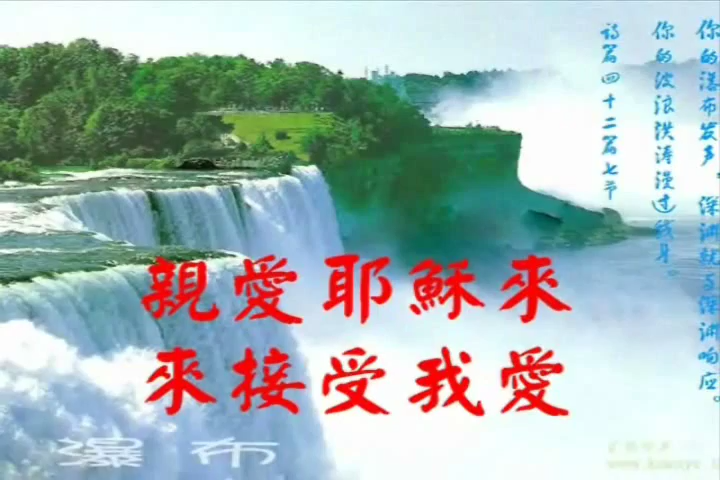 你的瀑布发声，深渊就与深渊响应。
你的波浪洪涛漫过我身。
诗篇四十二篇七节
親愛耶穌來
來接受我愛
瀑布